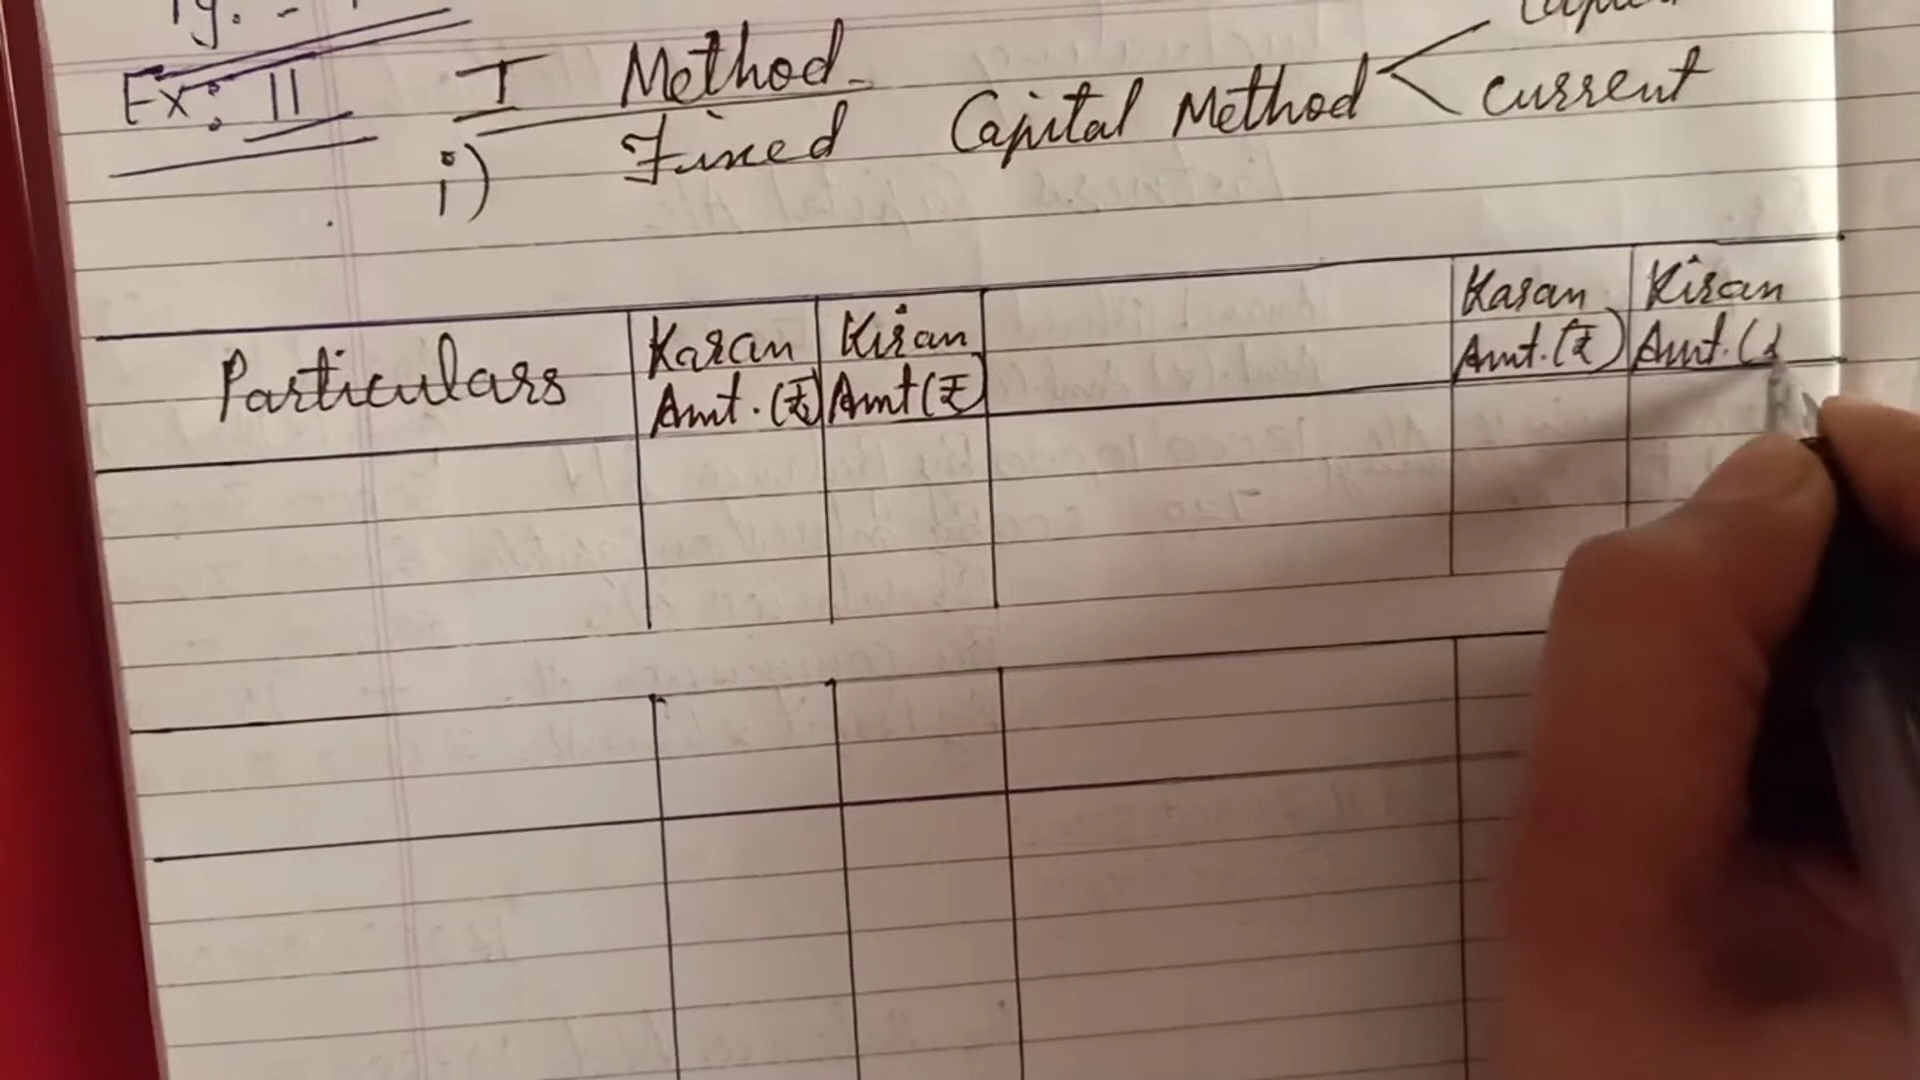 Ex: II I Method
i) Fixed Capital Method < current
Particulars Karan Amt. (₹) Kiran Amt (₹) Karan Amt. (₹) Kiran Amt. (